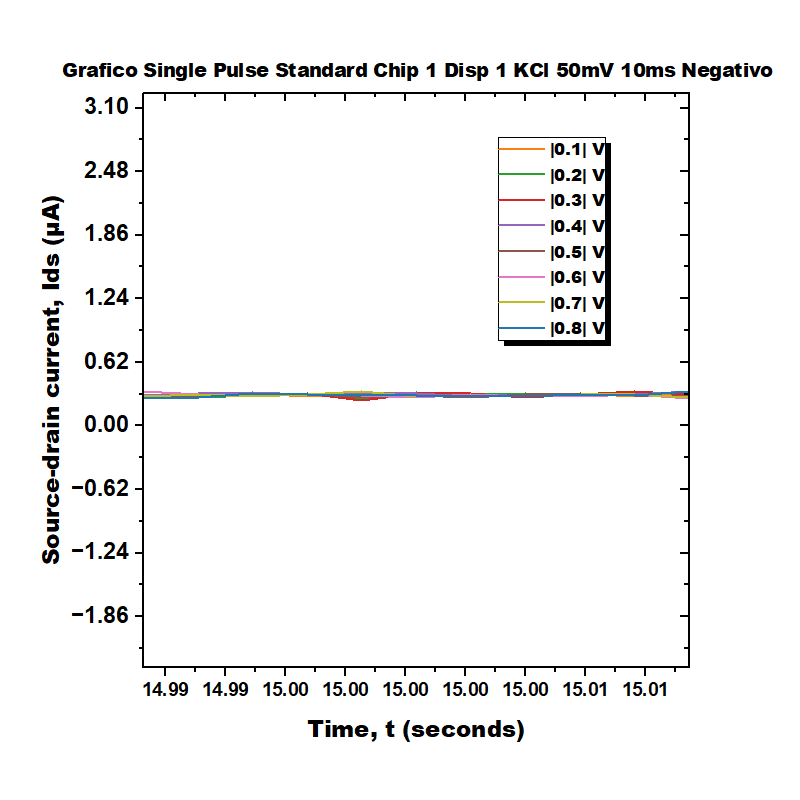 Grafico Single Pulse Standard Chip 1 Disp 1 KCl 50mV 10ms Negativo
3.10
2.48
1.86
1.24
0.62
0.00
−0.62
−1.24
−1.86
Source-drain current, Ids (µA)
|0.1| V
|0.2| V
|0.3| V
|0.4| V
|0.5| V
|0.6| V
|0.7| V
|0.8| V
14.99 14.99 15.00 15.00 15.00 15.00 15.00 15.01 15.01
Time, t (seconds)